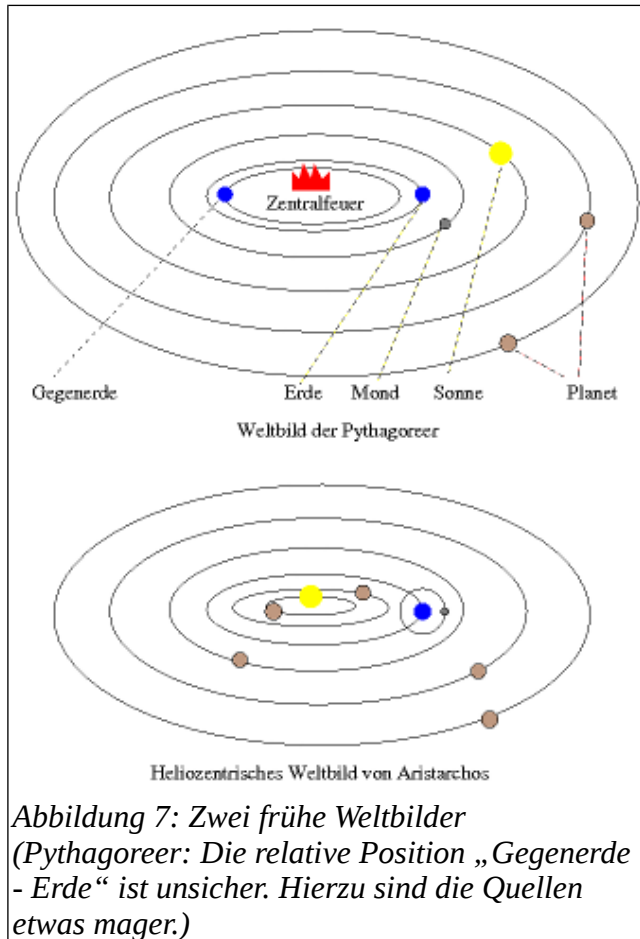 Zentralfeuer
Gegenerde Erde Mond Sonne Planet
Weltbild der Pythagoreer
Heliozentrisches Weltbild von Aristarchos
Abbildung 7: Zwei frühe Weltbilder
(Pythagoreer: Die relative Position „Gegenerde
- Erde“ ist unsicher. Hierzu sind die Quellen
etwas mager.)